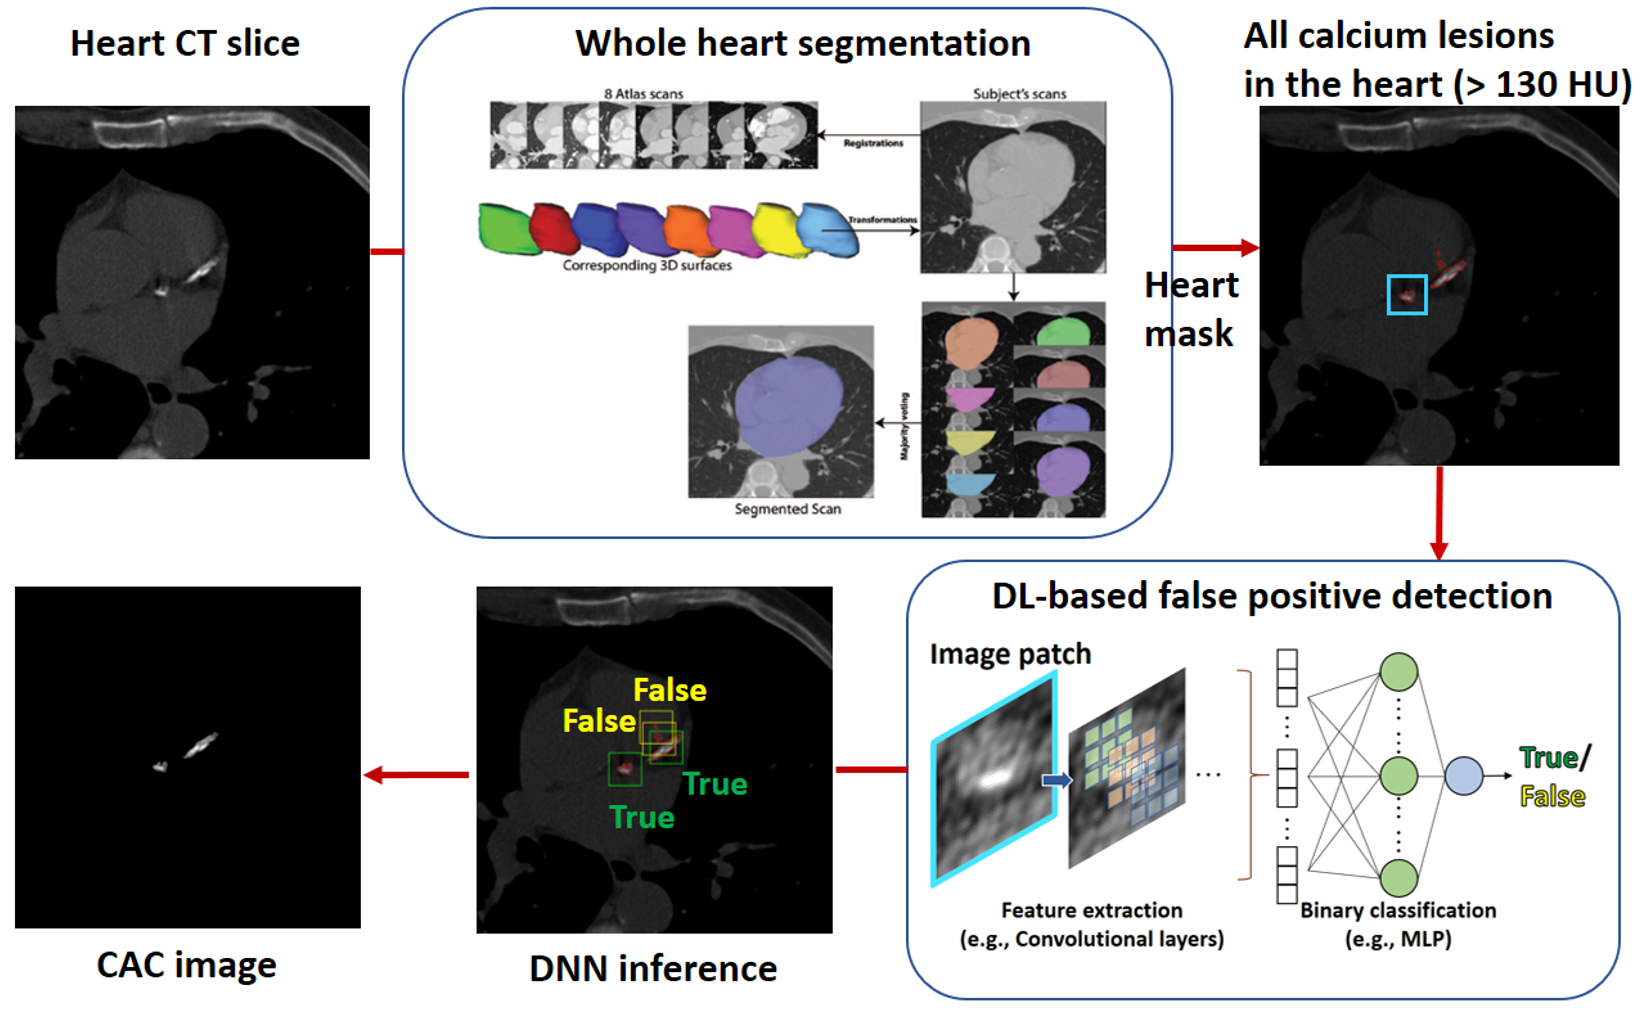 Heart CT slice
Whole heart segmentation
8 Atlas scans
Subject's scans
Registrations
Transformations
Corresponding 3D surfaces
Majority voting
Segmented Scan
Heart
mask
All calcium lesions
in the heart (> 130 HU)
DL-based false positive detection
Image patch
...
True/
False
Feature extraction
(e.g., Convolutional layers)
Binary classification
(e.g., MLP)
False
False
True
True
DNN inference
CAC image